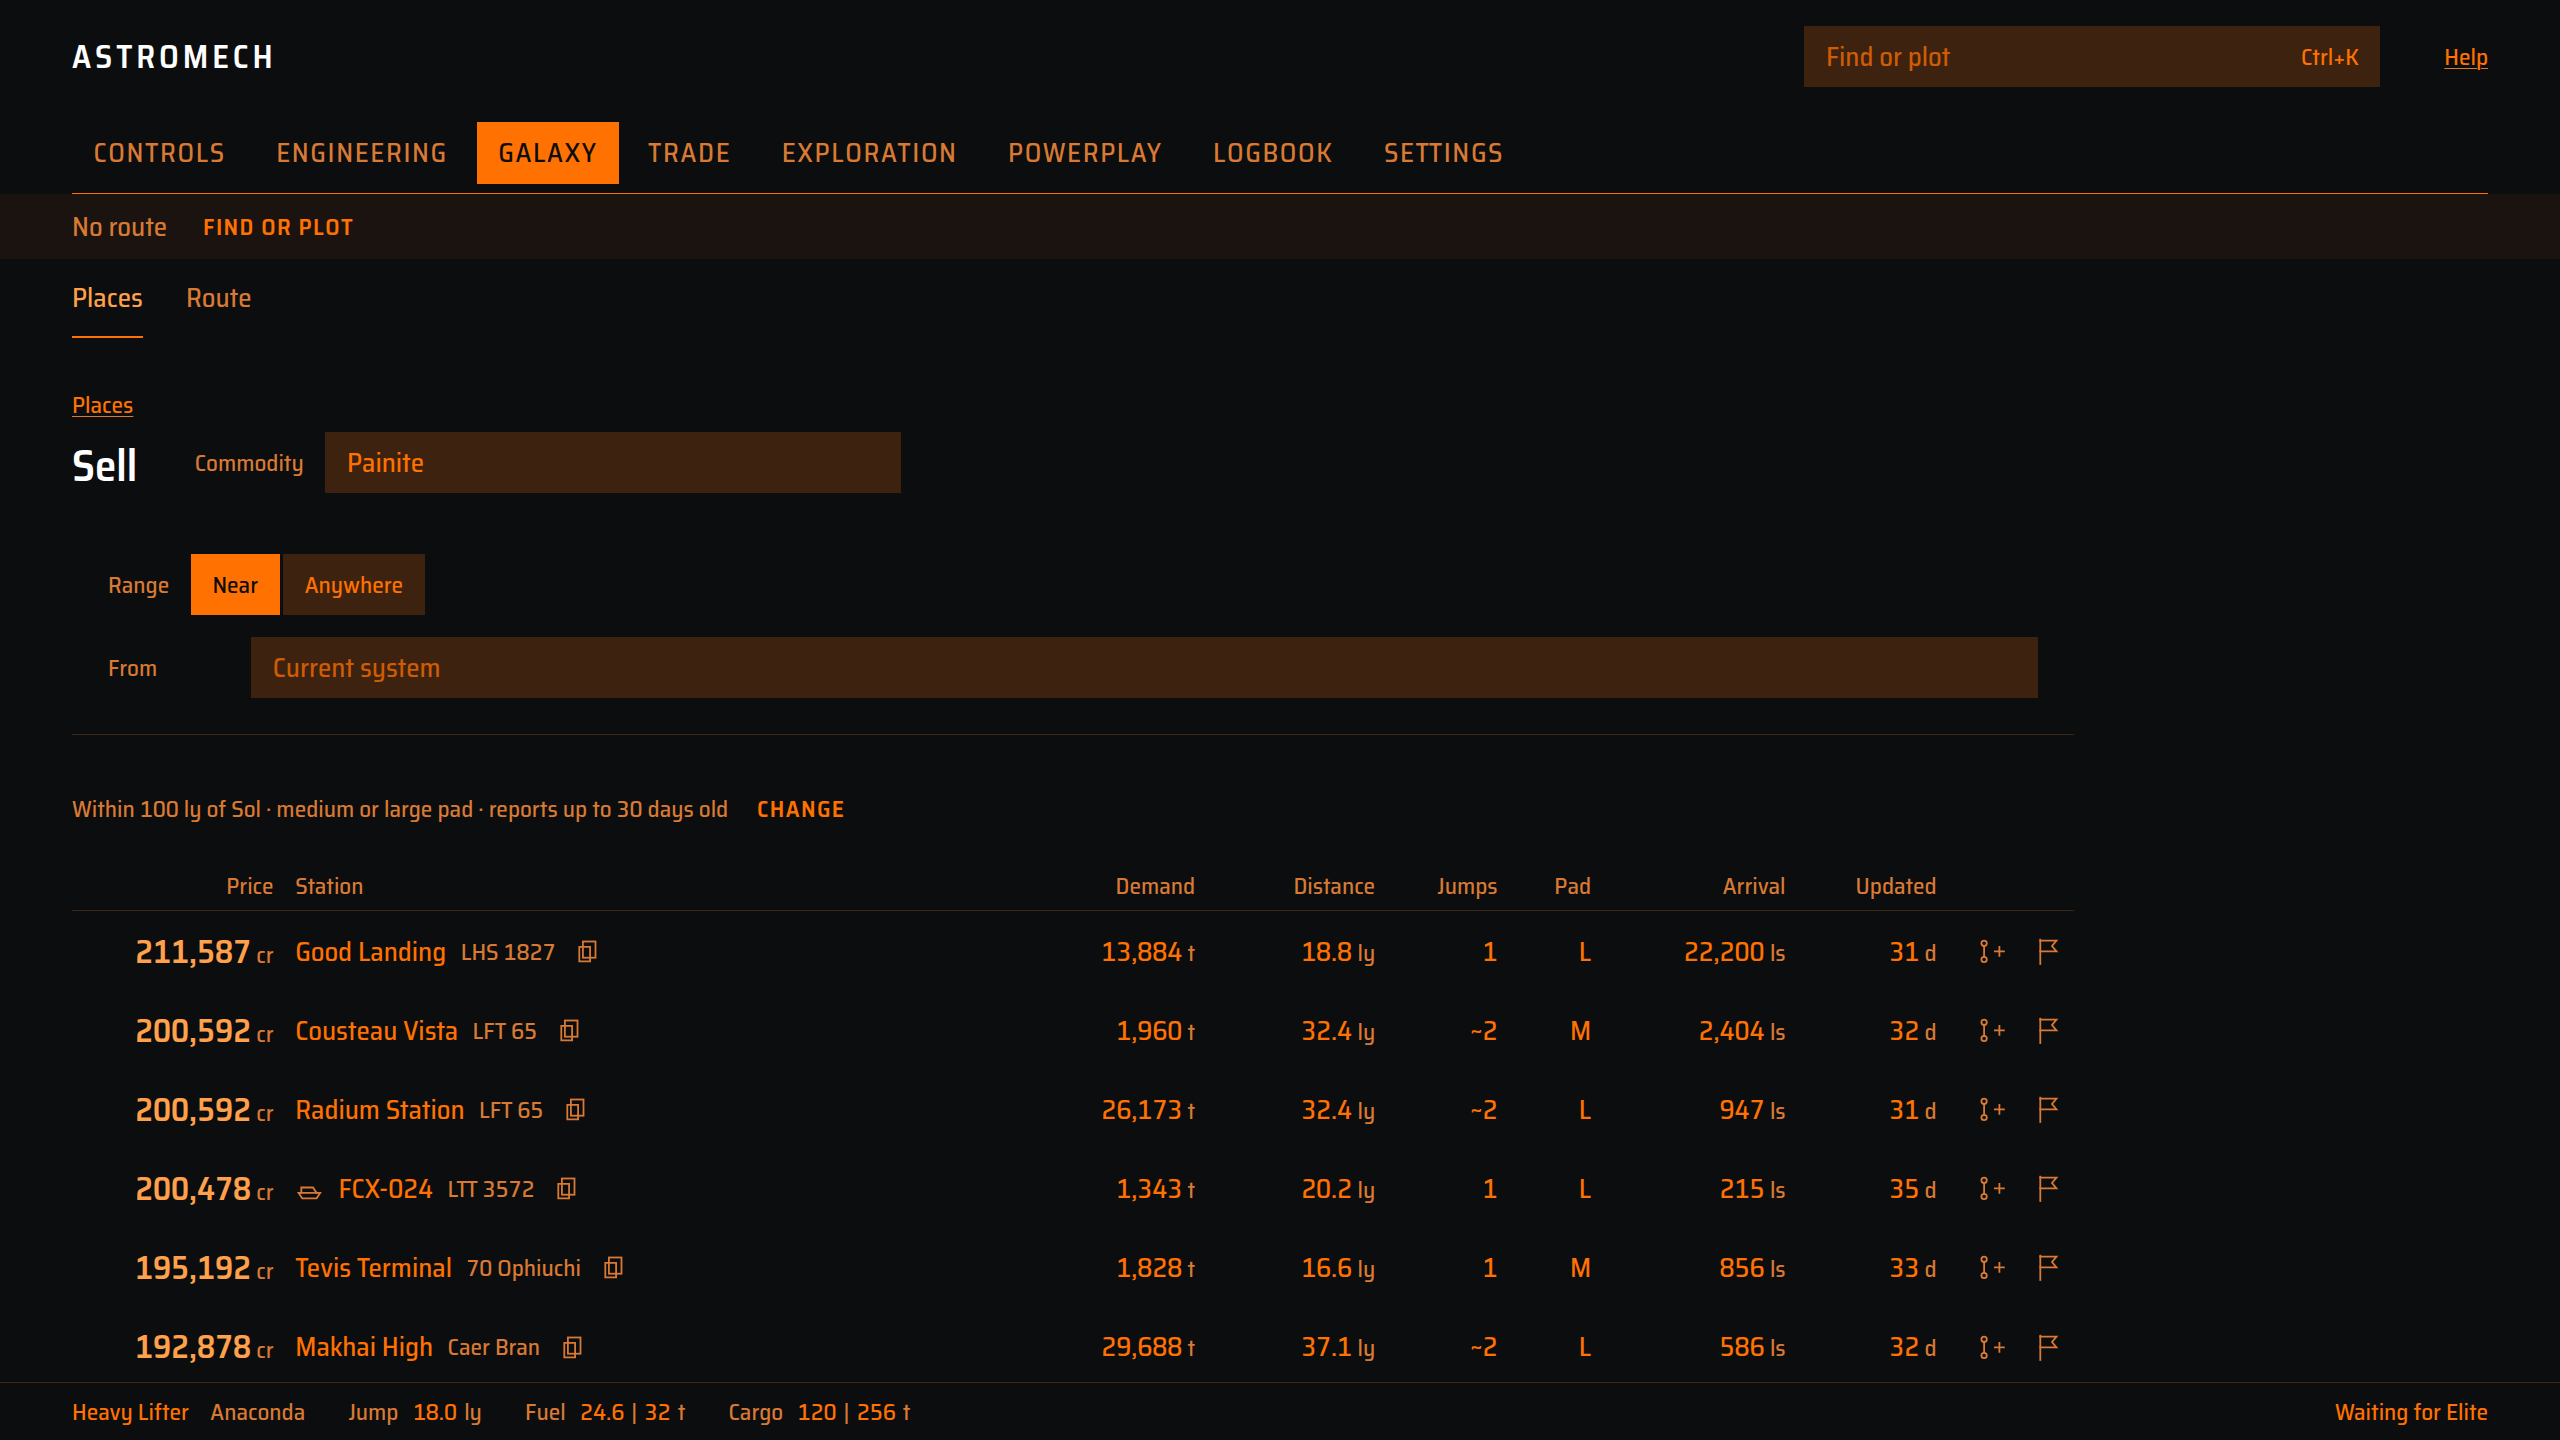 ASTROMECH
Find or plot Ctrl+K Help
CONTROLS ENGINEERING GALAXY TRADE EXPLORATION POWERPLAY LOGBOOK SETTINGS
No route FIND OR PLOT
Places Route
Places
Sell Commodity Painite
Range Near Anywhere
From Current system
Within 100 ly of Sol · medium or large pad · reports up to 30 days old CHANGE
Price Station Demand Distance Jumps Pad Arrival Updated
211,587 cr Good Landing LHS 1827 13,884 t 18.8 ly 1 L 22,200 ls 31 d
200,592 cr Cousteau Vista LFT 65 1,960 t 32.4 ly ~2 M 2,404 ls 32 d
200,592 cr Radium Station LFT 65 26,173 t 32.4 ly ~2 L 947 ls 31 d
200,478 cr FCX-024 LTT 3572 1,343 t 20.2 ly 1 L 215 ls 35 d
195,192 cr Tevis Terminal 70 Ophiuchi 1,828 t 16.6 ly 1 M 856 ls 33 d
192,878 cr Makhai High Caer Bran 29,688 t 37.1 ly ~2 L 586 ls 32 d
Heavy Lifter Anaconda Jump 18.0 ly Fuel 24.6 | 32 t Cargo 120 | 256 t Waiting for Elite